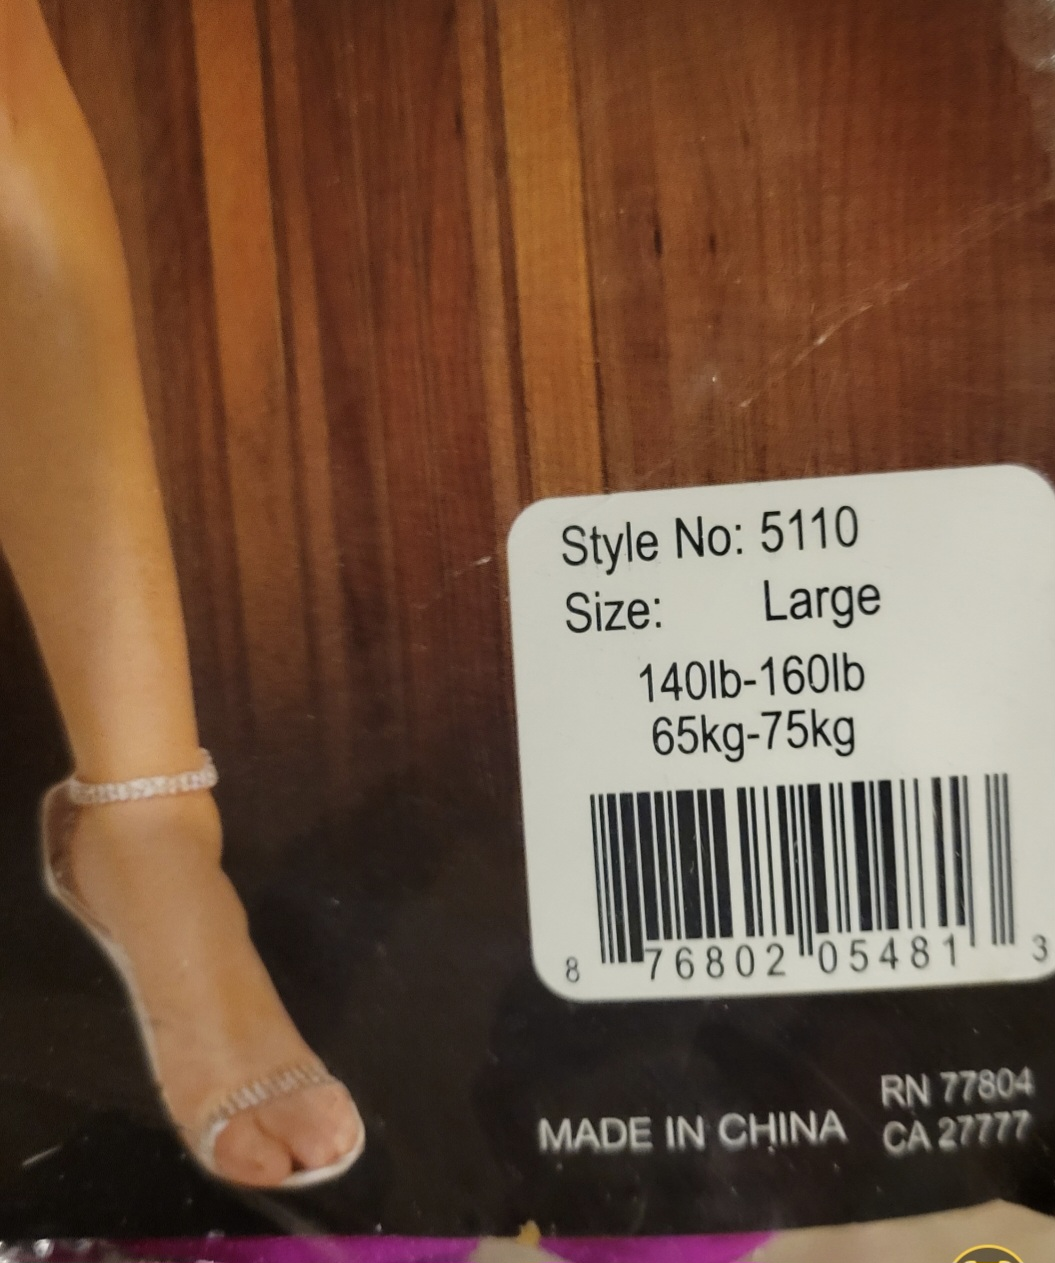 Style No: 5110
Size: Large
140lb-160lb
65kg-75kg
8 76802 05481 3
MADE IN CHINA
RN 77804
CA 27777